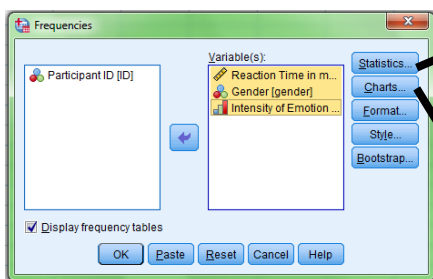 Frequencies
Variable(s):
Participant ID [ID]
Reaction Time in m...
Gender [gender]
Intensity of Emotion ...
Statistics...
Charts...
Format...
Style...
Bootstrap...
Display frequency tables
OK Paste Reset Cancel Help